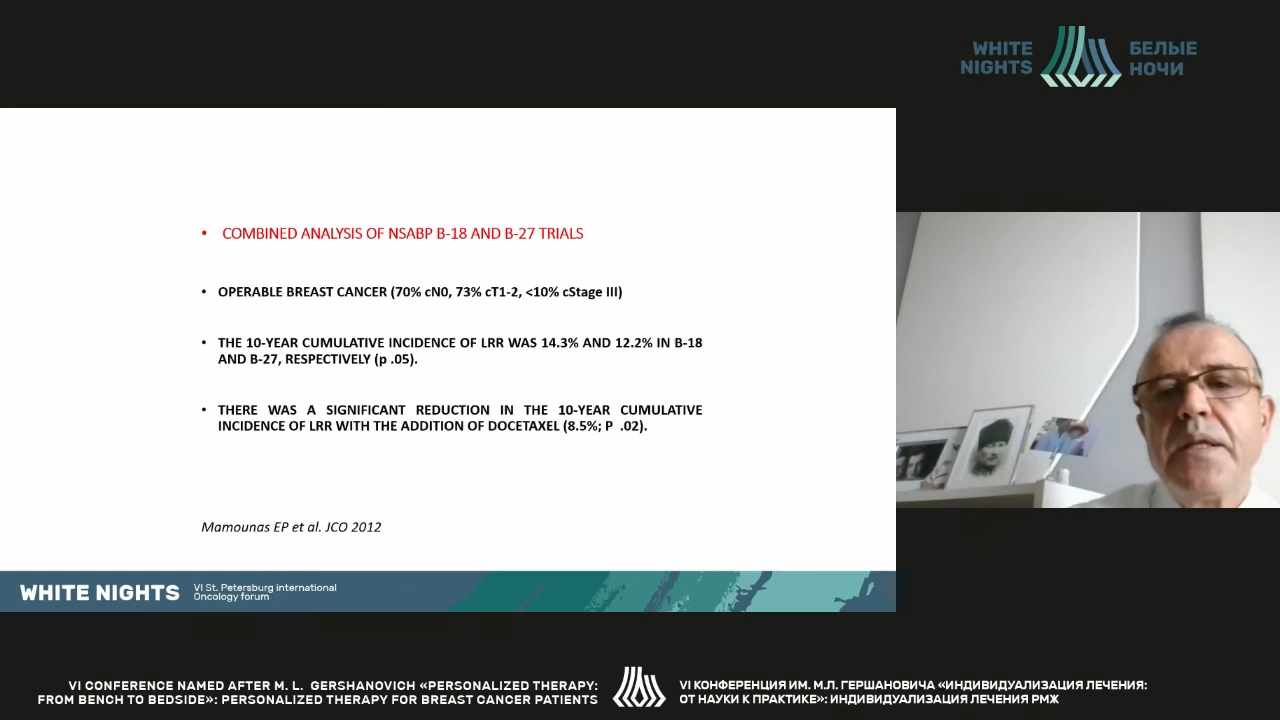 WHITE
NIGHTS
БЕЛЫЕ
НОЧИ
• COMBINED ANALYSIS OF NSABP B-18 AND B-27 TRIALS
• OPERABLE BREAST CANCER (70% cN0, 73% cT1-2, <10% cStage III)
• THE 10-YEAR CUMULATIVE INCIDENCE OF LRR WAS 14.3% AND 12.2% IN B-18
AND B-27, RESPECTIVELY (p .05).
• THERE WAS A SIGNIFICANT REDUCTION IN THE 10-YEAR CUMULATIVE
INCIDENCE OF LRR WITH THE ADDITION OF DOCETAXEL (8.5%; P .02).
Mamounas EP et al. JCO 2012
WHITE NIGHTS
VI St. Petersburg international
Oncology forum
VI CONFERENCE NAMED AFTER M. L. GERSHANOVICH «PERSONALIZED THERAPY:
FROM BENCH TO BEDSIDE»: PERSONALIZED THERAPY FOR BREAST CANCER PATIENTS
VI КОНФЕРЕНЦИЯ ИМ. М.Л. ГЕРШАНОВИЧА «ИНДИВИДУАЛИЗАЦИЯ ЛЕЧЕНИЯ:
ОТ НАУКИ К ПРАКТИКЕ»: ИНДИВИДУАЛИЗАЦИЯ ЛЕЧЕНИЯ РМЖ